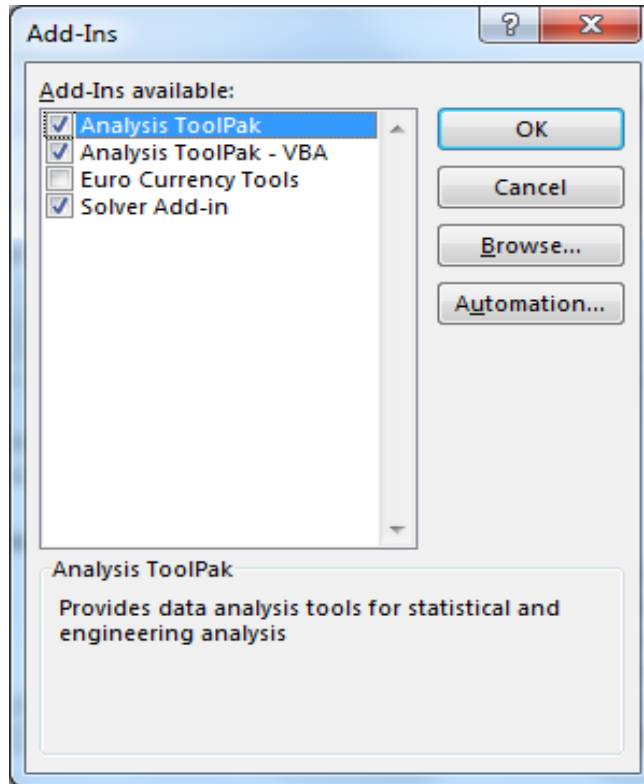 Add-Ins
Add-Ins available:
Analysis ToolPak
Analysis ToolPak - VBA
Euro Currency Tools
Solver Add-in
OK
Cancel
Browse...
Automation...
Analysis ToolPak
Provides data analysis tools for statistical and
engineering analysis